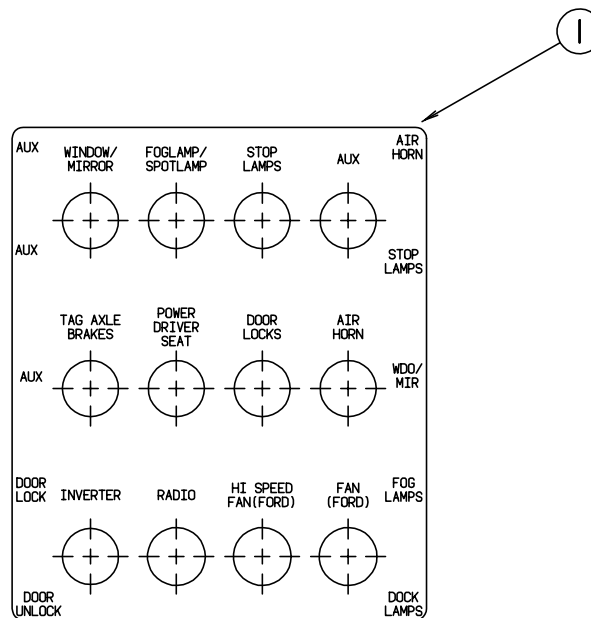 1
AUX
WINDOW/
MIRROR
FOGLAMP/
SPOTLAMP
STOP
LAMPS
AUX
AIR
HORN
AUX
STOP
LAMPS
TAG AXLE
BRAKES
POWER
DRIVER
SEAT
DOOR
LOCKS
AIR
HORN
AUX
WDO/
MIR
DOOR
LOCK
INVERTER
RADIO
HI SPEED
FAN(FORD)
FAN
(FORD)
FOG
LAMPS
DOOR
UNLOCK
DOCK
LAMPS